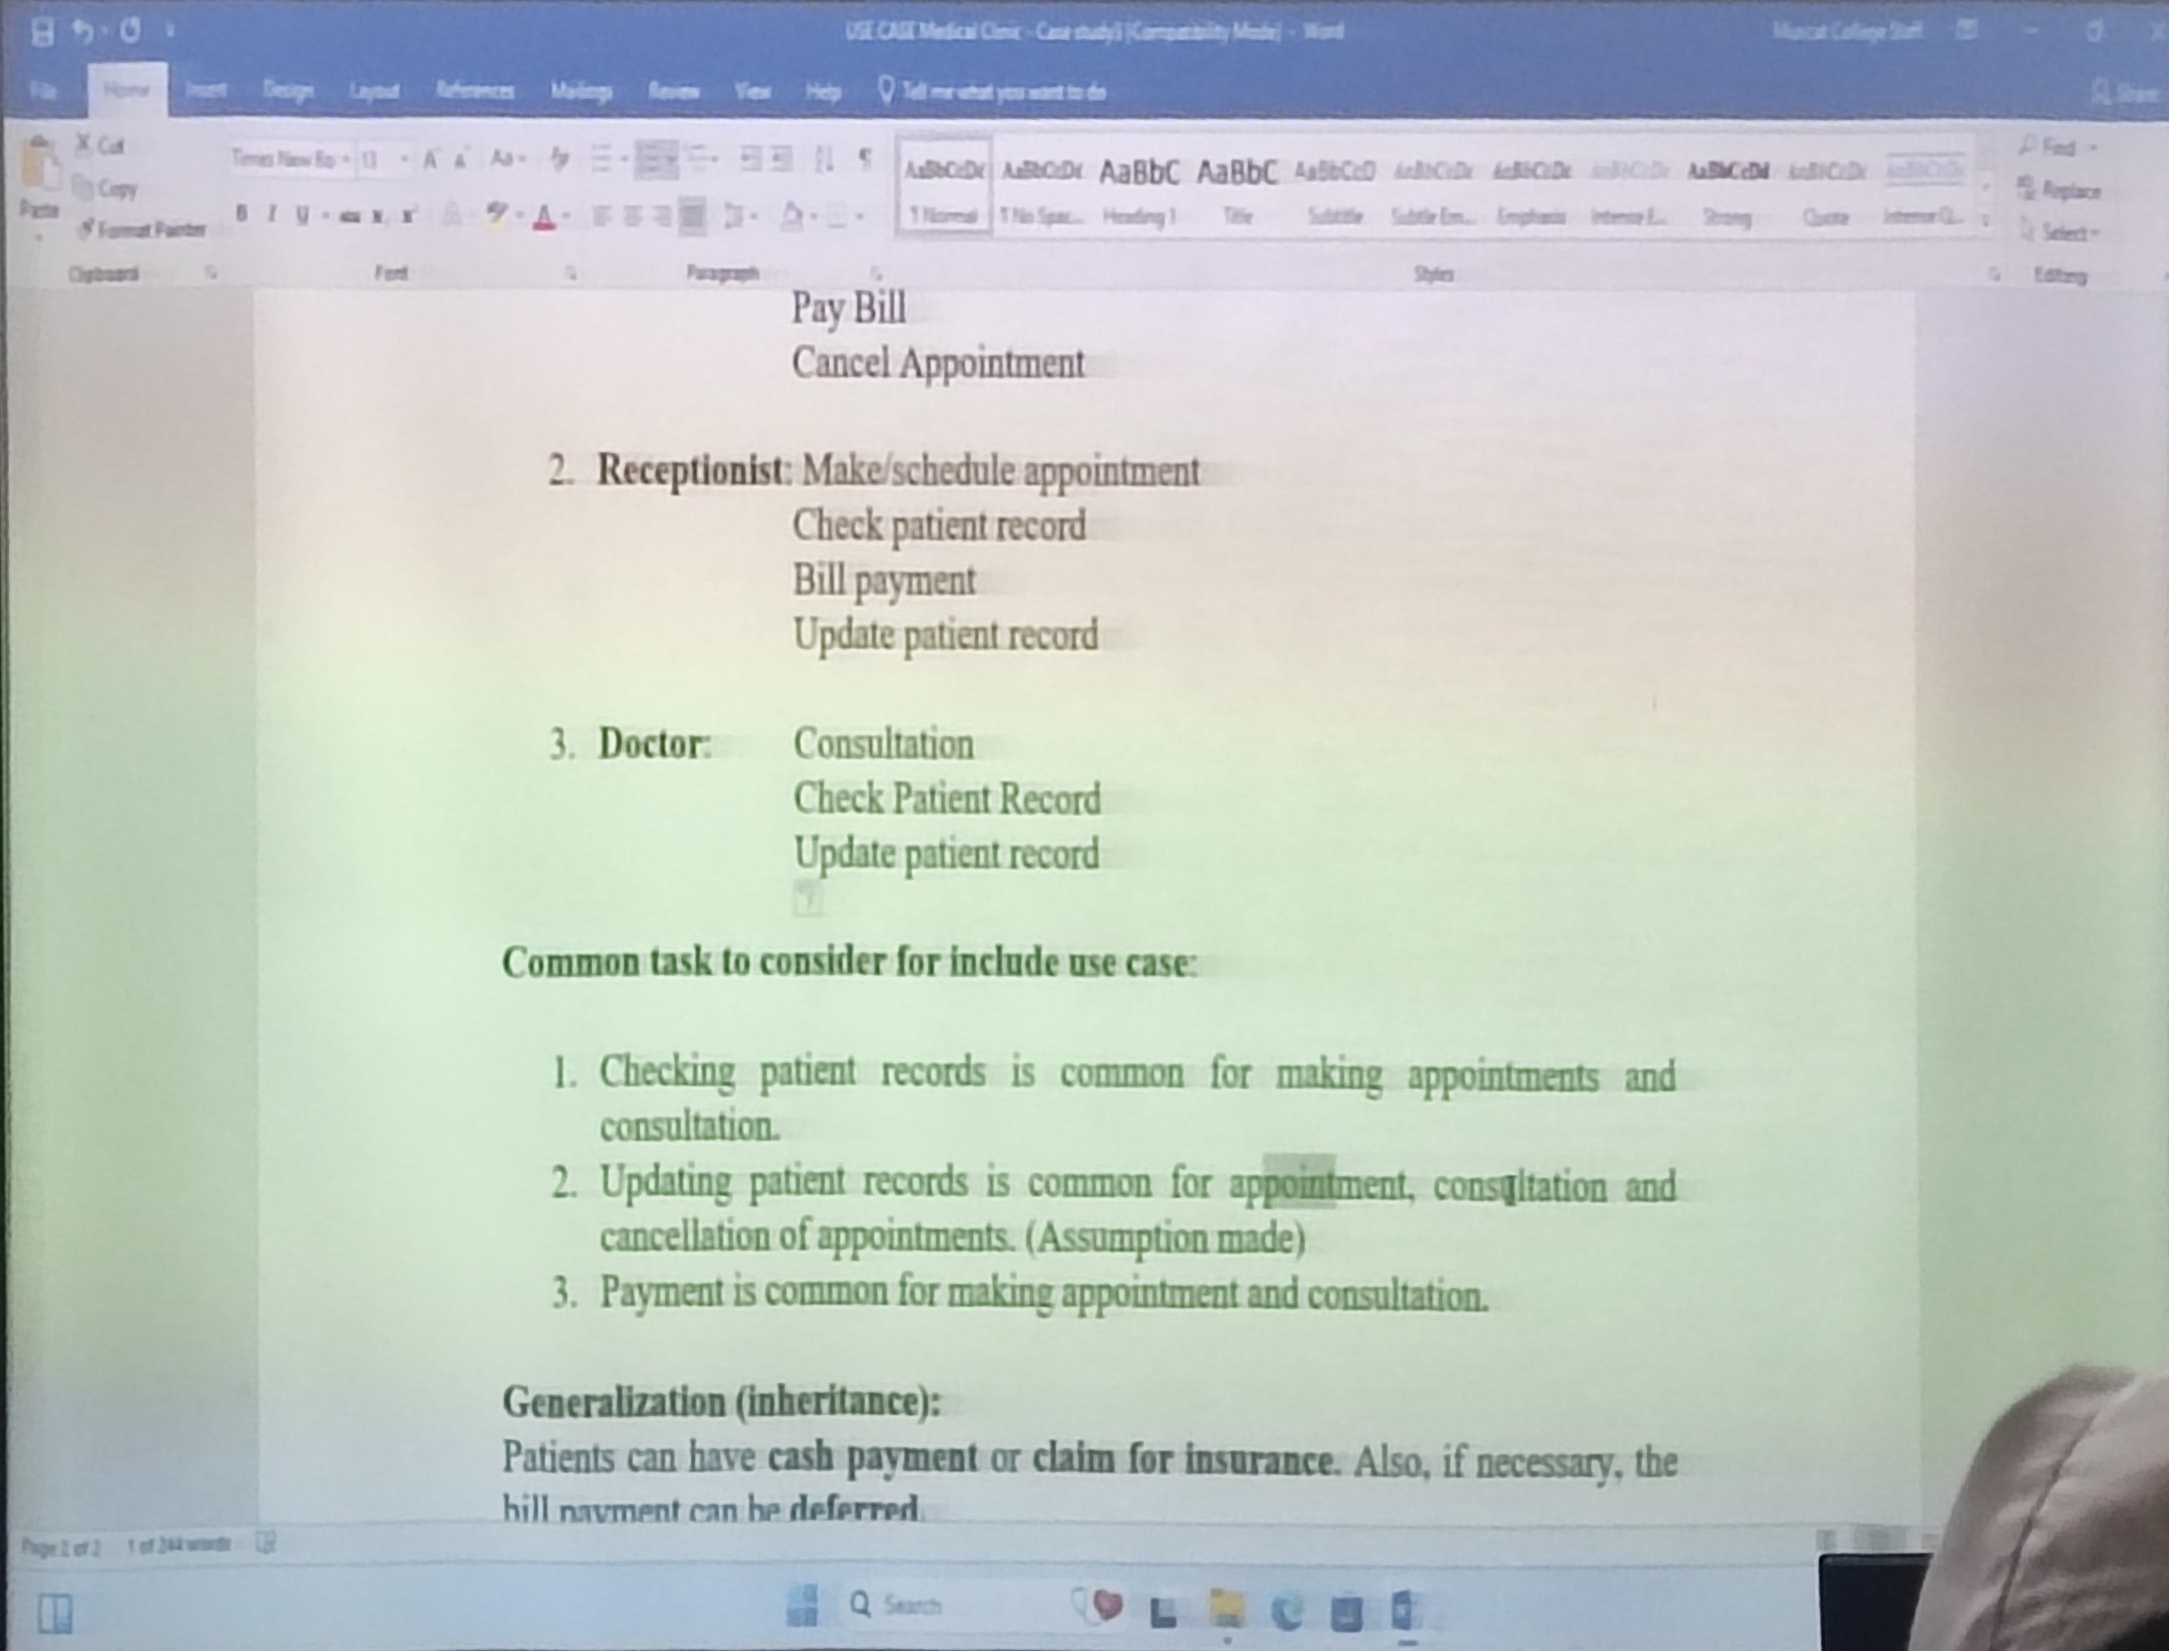 USE CASE Medical Clinic - Case study3 [Compatibility Mode] - Word
Muscat College Staff
File Home Insert Design Layout References Mailings Review View Help Tell me what you want to do Share
Cut
Copy
Paste
Format Painter
Clipboard
Times New Ro 13
B I U
Font
Paragraph
AaBbCcDc AaBbCcDc AaBbC AaBbC AaBbCcD AaBbCcDc AaBbCcDc AaBbCcDc AaBbCcDd AaBbCcDc AaBbCcDc
¶ Normal ¶ No Spac... Heading 1 Title Subtitle Subtle Em... Emphasis Intense E... Strong Quote Intense Q...
Styles
Find
Replace
Select
Editing
Pay Bill
Cancel Appointment
2. Receptionist: Make/schedule appointment
Check patient record
Bill payment
Update patient record
3. Doctor: Consultation
Check Patient Record
Update patient record
Common task to consider for include use case:
1. Checking patient records is common for making appointments and
consultation.
2. Updating patient records is common for appointment, consultation and
cancellation of appointments. (Assumption made)
3. Payment is common for making appointment and consultation.
Generalization (inheritance):
Patients can have cash payment or claim for insurance. Also, if necessary, the
bill payment can be deferred.
Page 2 of 2 1 of 244 words
Search